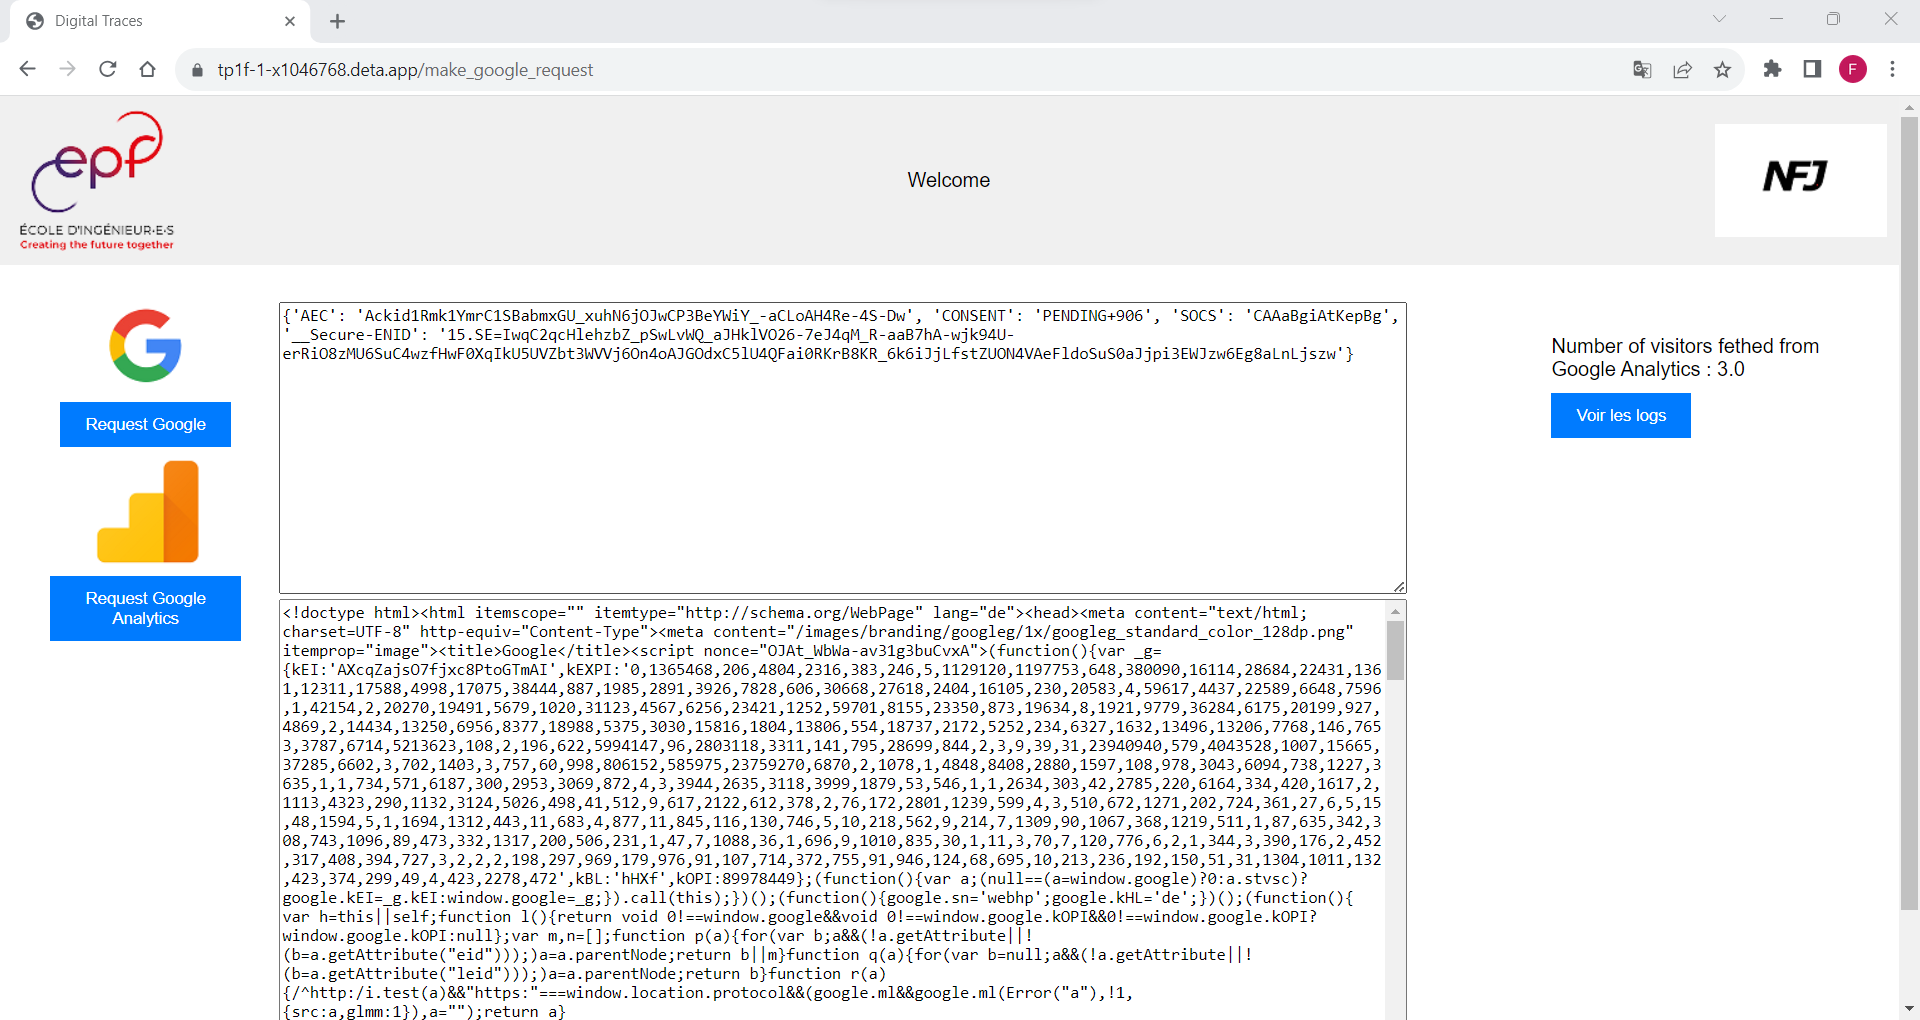 Digital Traces
tp1f-1-x1046768.deta.app/make_google_request
F
epf
ÉCOLE D'INGÉNIEUR·E·S
Creating the future together
Welcome
NFJ
Request Google
Request Google
Analytics
{'AEC': 'Ackid1Rmk1YmrC1SBabmxGU_xuhN6jOJwCP3BeYWiY_-aCLoAH4Re-4S-Dw', 'CONSENT': 'PENDING+906', 'SOCS': 'CAAaBgiAtKepBg',
'__Secure-ENID': '15.SE=IwqC2qcHlehzbZ_pSwLvWQ_aJHklVO26-7eJ4qM_R-aaB7hA-wjk94U-
erRiO8zMU6SuC4wzfHwF0XqIkU5UVZbt3WVVj6On4oAJGOdxC5lU4QFai0RKrB8KR_6k6iJjLfstZUON4VAeFldoSuS0aJjpi3EWJzw6Eg8aLnLjszw'}
Number of visitors fethed from
Google Analytics : 3.0
Voir les logs
<!doctype html><html itemscope="" itemtype="http://schema.org/WebPage" lang="de"><head><meta content="text/html;
charset=UTF-8" http-equiv="Content-Type"><meta content="/images/branding/googleg/1x/googleg_standard_color_128dp.png"
itemprop="image"><title>Google</title><script nonce="OJAt_WbWa-av31g3buCvxA">(function(){var _g=
{kEI:'AXcqZajsO7fjxc8PtoGTmAI',kEXPI:'0,1365468,206,4804,2316,383,246,5,1129120,1197753,648,380090,16114,28684,22431,136
1,12311,17588,4998,17075,38444,887,1985,2891,3926,7828,606,30668,27618,2404,16105,230,20583,4,59617,4437,22589,6648,7596
,1,42154,2,20270,19491,5679,1020,31123,4567,6256,23421,1252,59701,8155,23350,873,19634,8,1921,9779,36284,6175,20199,927,
4869,2,14434,13250,6956,8377,18988,5375,3030,15816,1804,13806,554,18737,2172,5252,234,6327,1632,13496,13206,7768,146,765
3,3787,6714,5213623,108,2,196,622,5994147,96,2803118,3311,141,795,28699,844,2,3,9,39,31,23940940,579,4043528,1007,15665,
37285,6602,3,702,1403,3,757,60,998,806152,585975,23759270,6870,2,1078,1,4848,8408,2880,1597,108,978,3043,6094,738,1227,3
635,1,1,734,571,6187,300,2953,3069,872,4,3,3944,2635,3118,3999,1879,53,546,1,1,2634,303,42,2785,220,6164,334,420,1617,2,
1113,4323,290,1132,3124,5026,498,41,512,9,617,2122,612,378,2,76,172,2801,1239,599,4,3,510,672,1271,202,724,361,27,6,5,15
,48,1594,5,1,1694,1312,443,11,683,4,877,11,845,116,130,746,5,10,218,562,9,214,7,1309,90,1067,368,1219,511,1,87,635,342,3
08,743,1096,89,473,332,1317,200,506,231,1,47,7,1088,36,1,696,9,1010,835,30,1,11,3,70,7,120,776,6,2,1,344,3,390,176,2,452
,317,408,394,727,3,2,2,2,198,297,969,179,976,91,107,714,372,755,91,946,124,68,695,10,213,236,192,150,51,31,1304,1011,132
,423,374,299,49,4,423,2278,472',kBL:'hHXf',kOPI:89978449};(function(){var a;(null==(a=window.google)?0:a.stvsc)?
google.kEI=_g.kEI:window.google=_g;}).call(this);})();(function(){google.sn='webhp';google.kHL='de';})();(function(){
var h=this||self;function l(){return void 0!==window.google&&void 0!==window.google.kOPI&&0!==window.google.kOPI?
window.google.kOPI:null};var m,n=[];function p(a){for(var b;a&&(!a.getAttribute||!
(b=a.getAttribute("eid")));)a=a.parentNode;return b||m}function q(a){for(var b=null;a&&(!a.getAttribute||!
(b=a.getAttribute("leid")));)a=a.parentNode;return b}function r(a)
{/^http:/i.test(a)&&"https:"===window.location.protocol&&(google.ml&&google.ml(Error("a"),!1,
{src:a,glmm:1}),a="");return a}